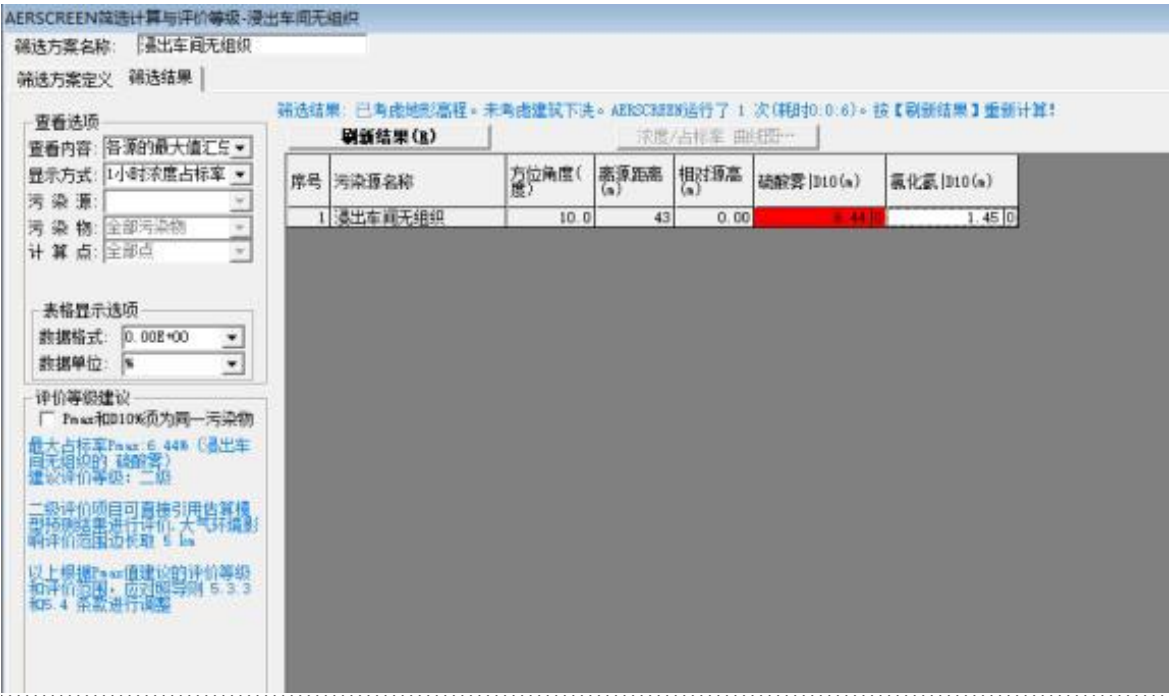 AERSCREEN筛选计算与评价等级-浸出车间无组织
筛选方案名称: 浸出车间无组织
筛选方案定义 筛选结果
筛选结果: 已考虑地形高程。未考虑建筑下洗。AERSCREEN运行了 1 次(耗时0:0:6)。按【刷新结果】重新计算!
查看选项
查看内容: 各源的最大值汇总
显示方式: 1小时浓度占标率
污 染 源:
污 染 物: 全部污染物
计 算 点: 全部点
表格显示选项
数据格式: 0.00E+00
数据单位: %
评价等级建议
Pmax和D10%须为同一污染物
最大占标率Pmax:6.44% (浸出车
间无组织的 硫酸雾)
建议评价等级: 二级
二级评价项目可直接引用估算模
型预测结果进行评价,大气环境影
响评价范围边长取 5 km
以上根据Pmax值建议的评价等级
和评价范围, 应对照导则 5.3.3
和5.4 条款进行调整
刷新结果(R)
浓度/占标率 曲线图…
序号 污染源名称 方位角度(度) 离源距离(m) 相对源高(m) 硫酸雾|D10(m) 氯化氢|D10(m)
1 浸出车间无组织 10.0 43 0.00 6.44|0 1.45|0